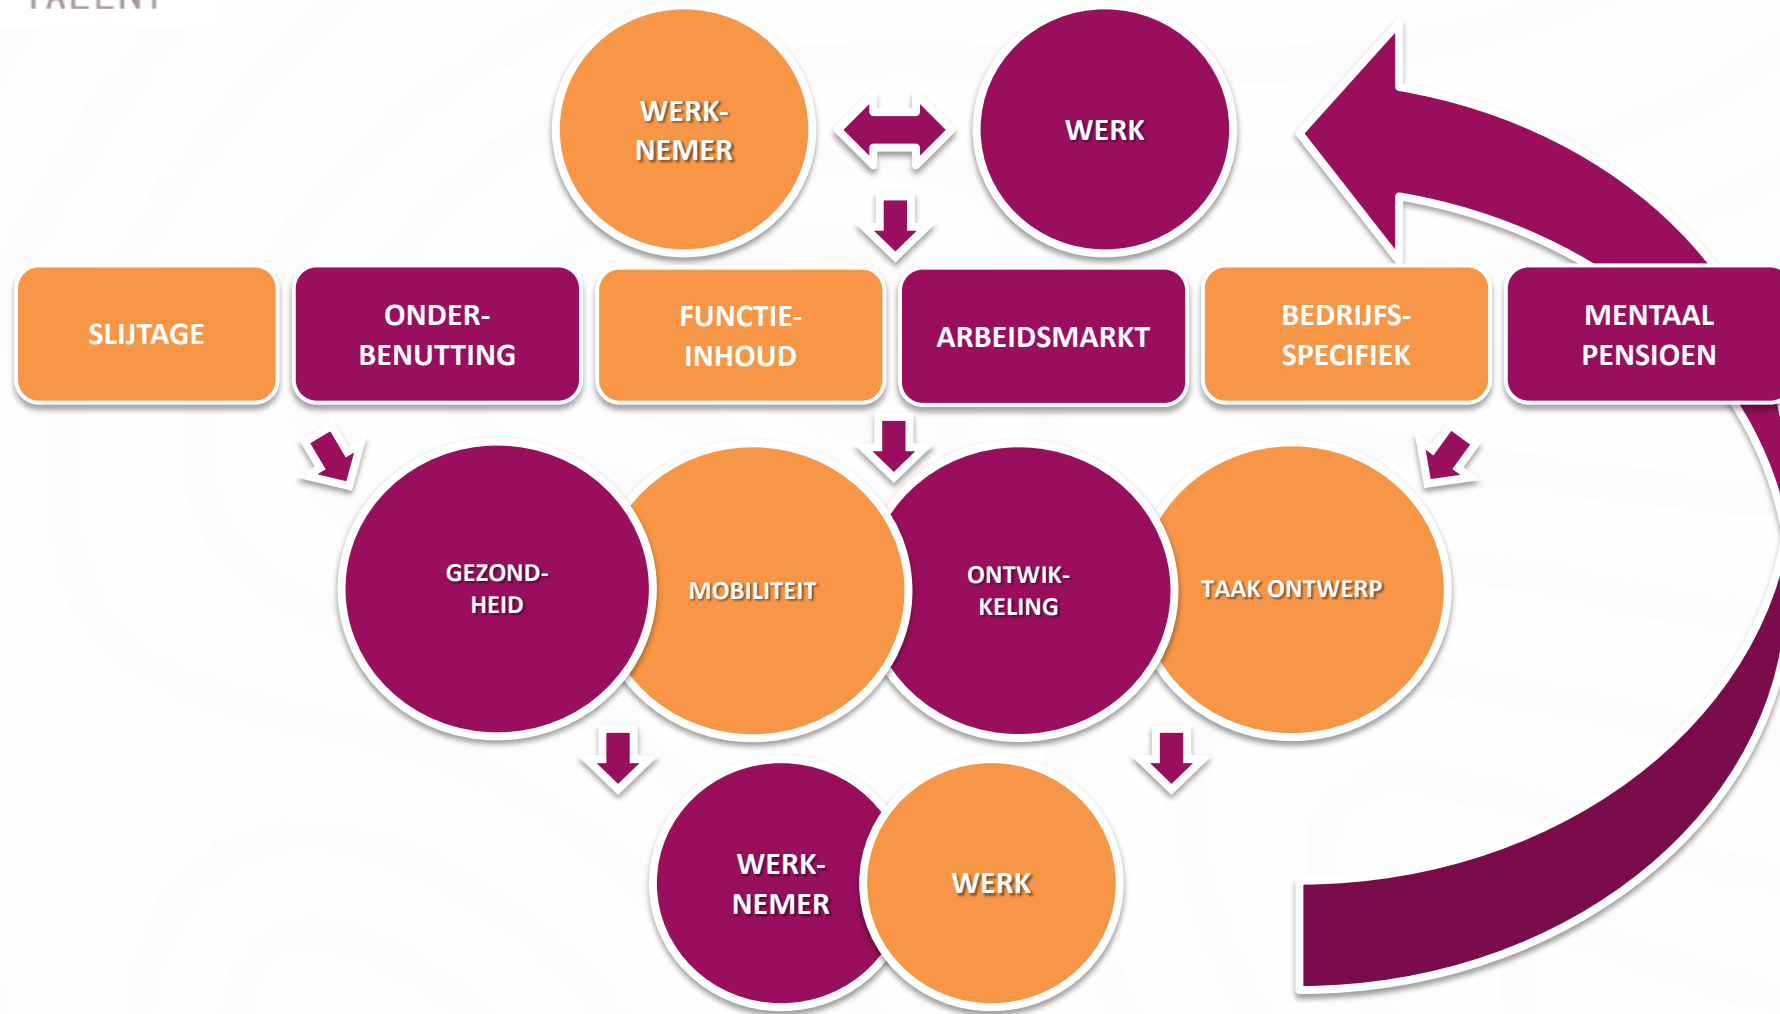 TALENT
WERK-
NEMER
WERK
SLIJTAGE
ONDER-
BENUTTING
FUNCTIE-
INHOUD
ARBEIDSMARKT
BEDRIJFS-
SPECIFIEK
MENTAAL
PENSIOEN
GEZOND-
HEID
MOBILITEIT
ONTWIK-
KELING
TAAK ONTWERP
WERK-
NEMER
WERK